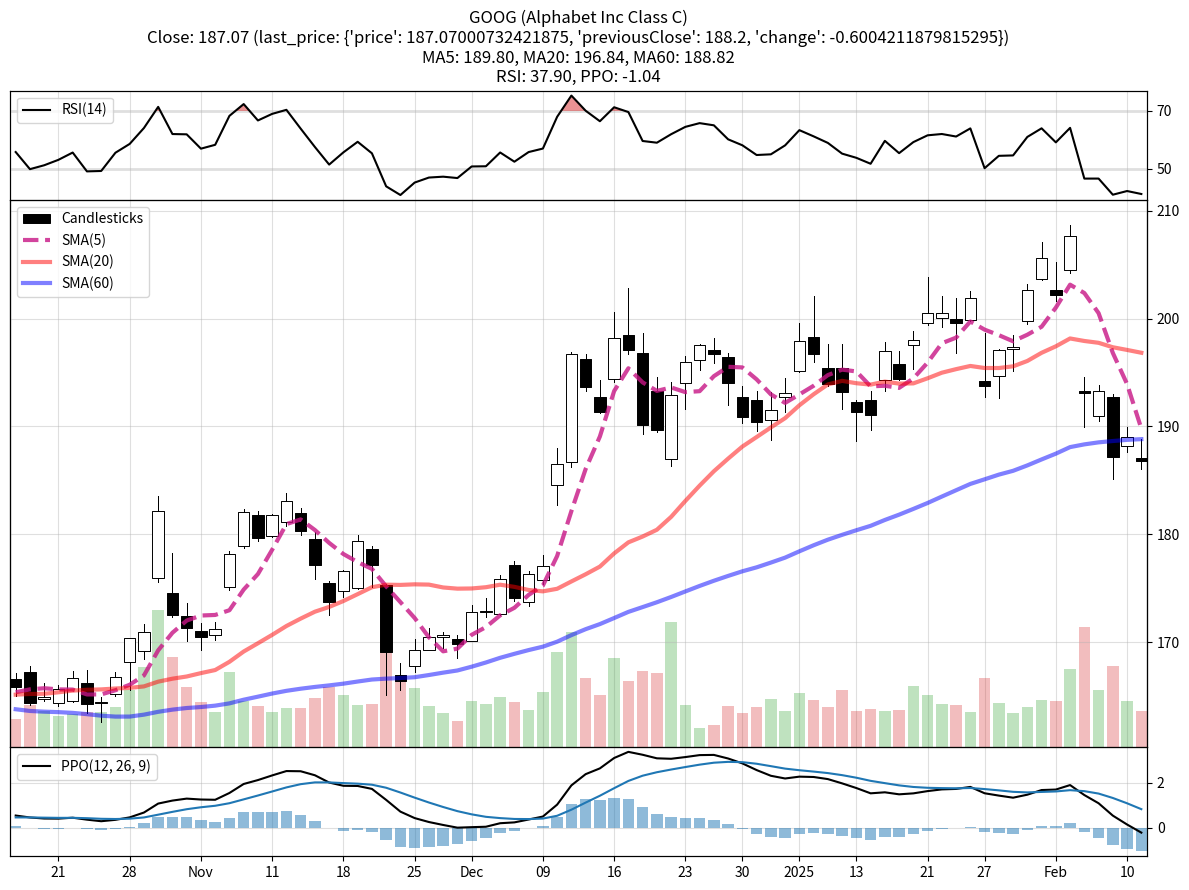 GOOG (Alphabet Inc Class C)
Close: 187.07 (last_price: {'price': 187.07000732421875, 'previousClose': 188.2, 'change': -0.6004211879815295})
MA5: 189.80, MA20: 196.84, MA60: 188.82
RSI: 37.90, PPO: -1.04
RSI(14)
70
50
Candlesticks
SMA(5)
SMA(20)
SMA(60)
210
200
190
180
170
PPO(12, 26, 9)
2
0
21 28 Nov 11 18 25 Dec 09 16 23 30 2025 13 21 27 Feb 10